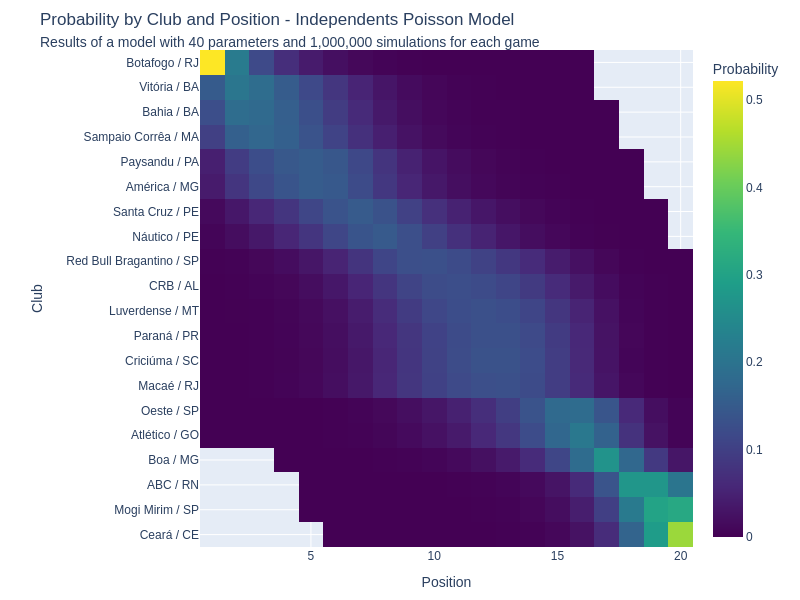 Probability by Club and Position - Independents Poisson Model
Results of a model with 40 parameters and 1,000,000 simulations for each game
Probability
Botafogo / RJ
Vitória / BA
Bahia / BA
Sampaio Corrêa / MA
Paysandu / PA
América / MG
Santa Cruz / PE
Náutico / PE
Red Bull Bragantino / SP
CRB / AL
Luverdense / MT
Paraná / PR
Criciúma / SC
Macaé / RJ
Oeste / SP
Atlético / GO
Boa / MG
ABC / RN
Mogi Mirim / SP
Ceará / CE
Club
5
10
15
20
Position
0.5
0.4
0.3
0.2
0.1
0